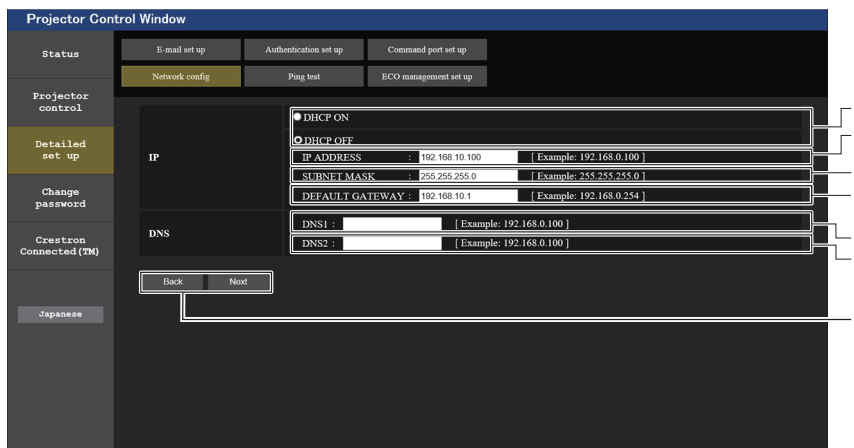 Projector Control Window
Status
E-mail set up
Authentication set up
Command port set up
Network config
Ping test
ECO management set up
Projector
control
Detailed
set up
Change
password
Crestron
Connected(TM)
Japanese
IP
DHCP ON
DHCP OFF
IP ADDRESS : 192.168.10.100 [ Example: 192.168.0.100 ]
SUBNET MASK : 255.255.255.0 [ Example: 255.255.255.0 ]
DEFAULT GATEWAY : 192.168.10.1 [ Example: 192.168.0.254 ]
DNS
DNS1 : [ Example: 192.168.0.100 ]
DNS2 : [ Example: 192.168.0.100 ]
Back Next